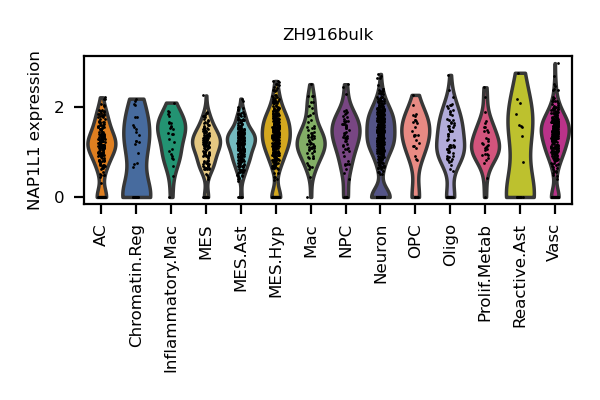 ZH916bulk
NAP1L1 expression
2
0
AC
Chromatin.Reg
Inflammatory.Mac
MES
MES.Ast
MES.Hyp
Mac
NPC
Neuron
OPC
Oligo
Prolif.Metab
Reactive.Ast
Vasc